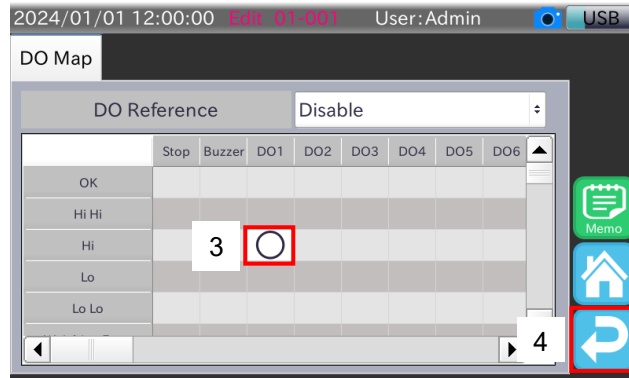 2024/01/01 12:00:00 Edit 01-001 User:Admin USB
DO Map
DO Reference Disable
Stop Buzzer DO1 DO2 DO3 DO4 DO5 DO6
OK
Hi Hi
Hi 3
Lo
Lo Lo
Memo
4